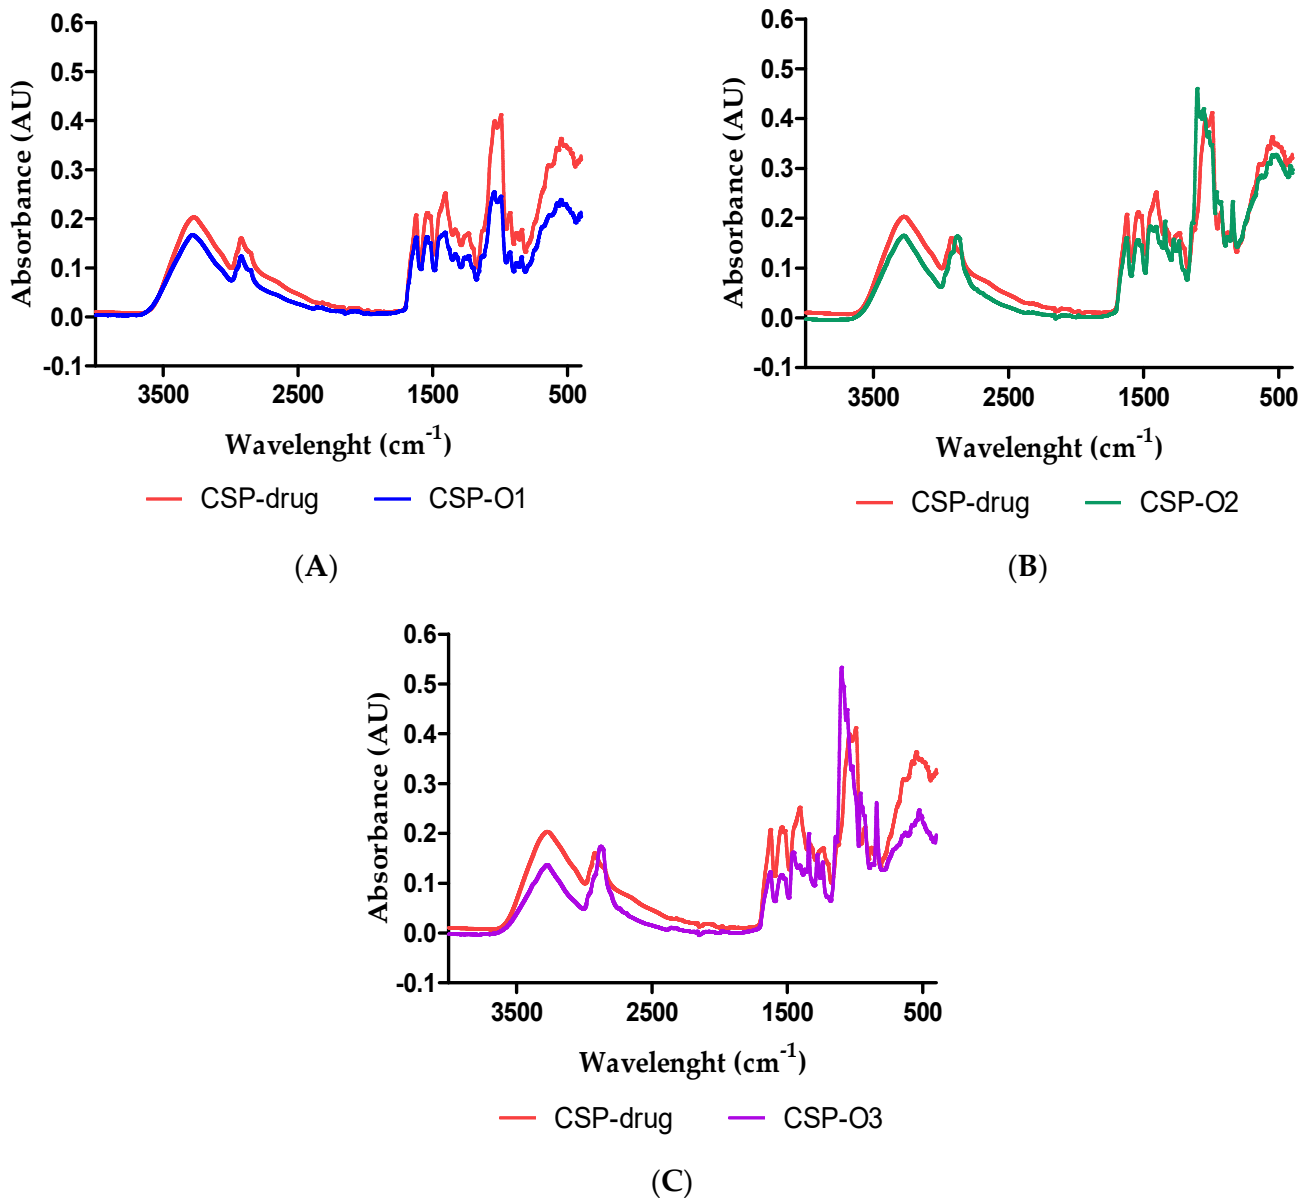 0.6
0.5
0.4
0.3
0.2
0.1
0.0
-0.1
Absorbance (AU)
3500 2500 1500 500
Wavelenght (cm-1)
CSP-drug CSP-O1
(A)
0.6
0.5
0.4
0.3
0.2
0.1
0.0
-0.1
Absorbance (AU)
3500 2500 1500 500
Wavelenght (cm-1)
CSP-drug CSP-O2
(B)
0.6
0.5
0.4
0.3
0.2
0.1
0.0
-0.1
Absorbance (AU)
3500 2500 1500 500
Wavelenght (cm-1)
CSP-drug CSP-O3
(C)